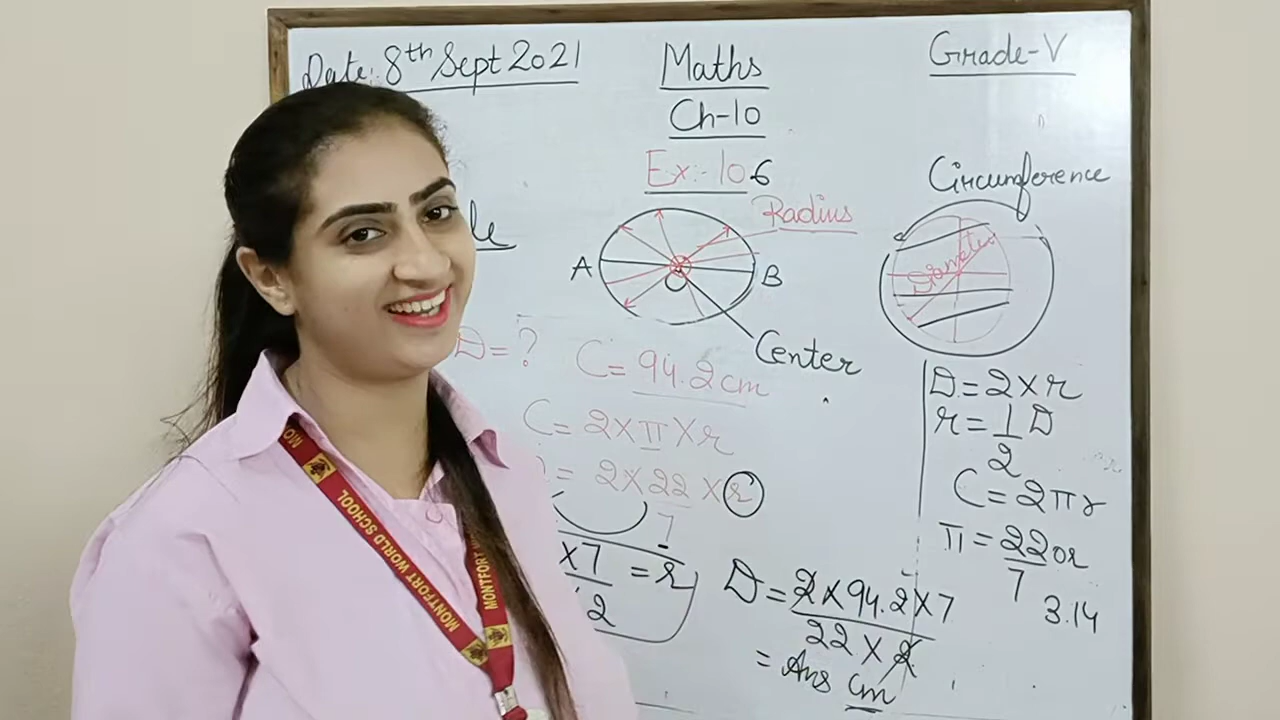 Date: 8th Sept 2021
Maths
Grade-V
Ch-10
Ex:- 10.6
Circumference
Radius
A
B
O
Diameter
Center
D = ?
C = 94.2 cm
C = 2 × π × r
= 2 × 22 × r
7
× 7 = r
2
D = 2 × r
r = 1 D
2
C = 2πr
π = 22 or
7
3.14
D = 2 × 94.2 × 7
22 × 2
= Ans cm
MONTFORT WORLD SCHOOL
MONTFORT